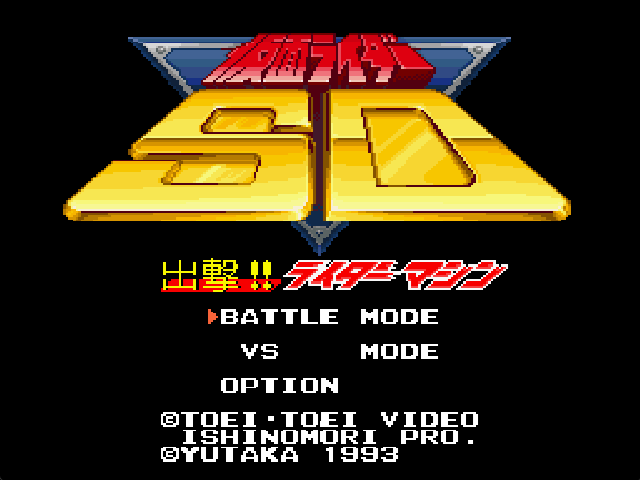 仮面ライダー
SD
出撃!! ライダーマシン
BATTLE MODE
VS MODE
OPTION
©TOEI・TOEI VIDEO
ISHINOMORI PRO.
©YUTAKA 1993